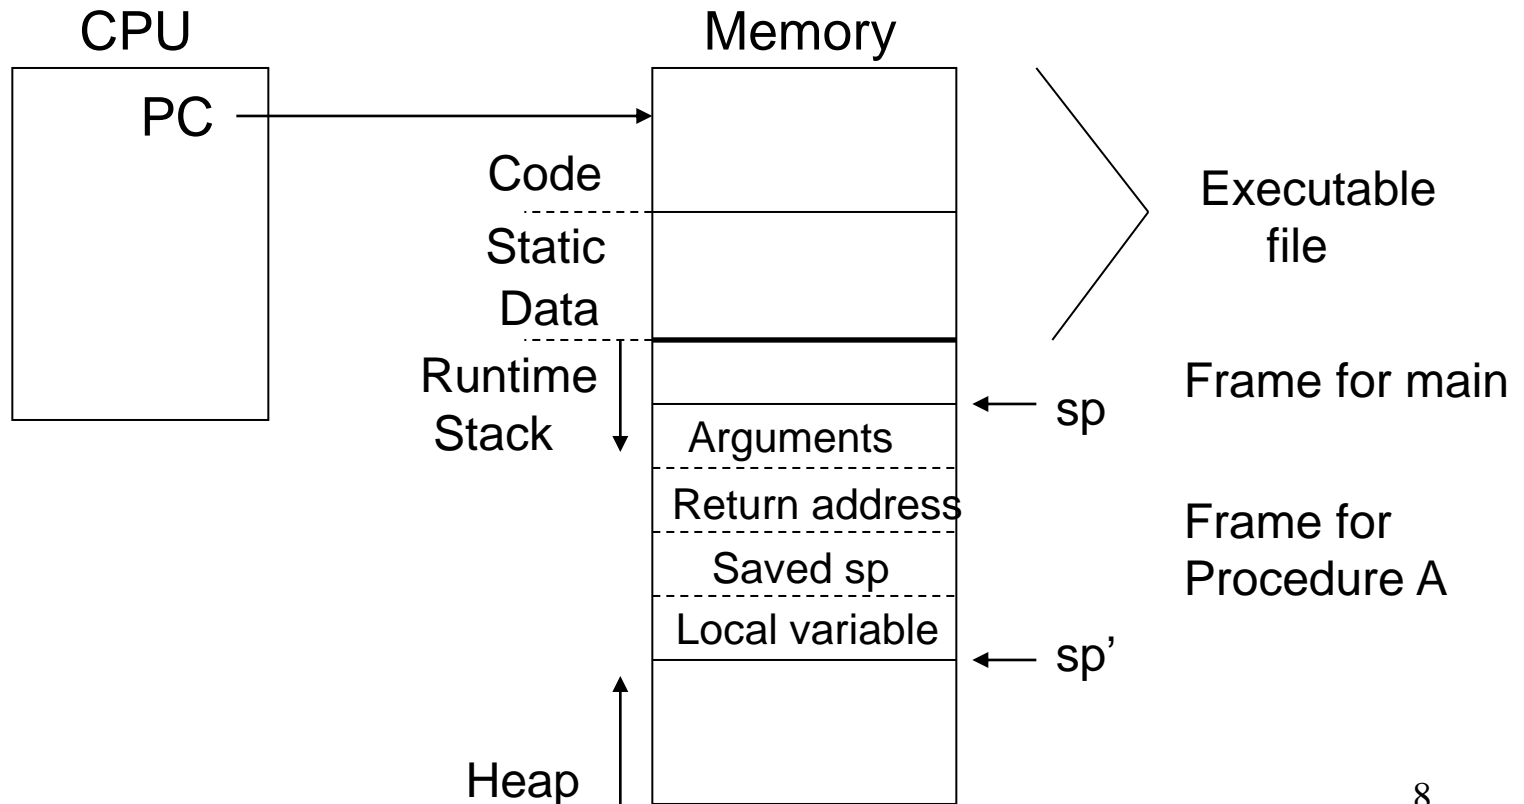 CPU
Memory
PC
Code
Static
Data
Executable
file
Runtime
Stack
Frame for main
sp
Arguments
Return address
Saved sp
Local variable
Frame for
Procedure A
sp’
Heap
8